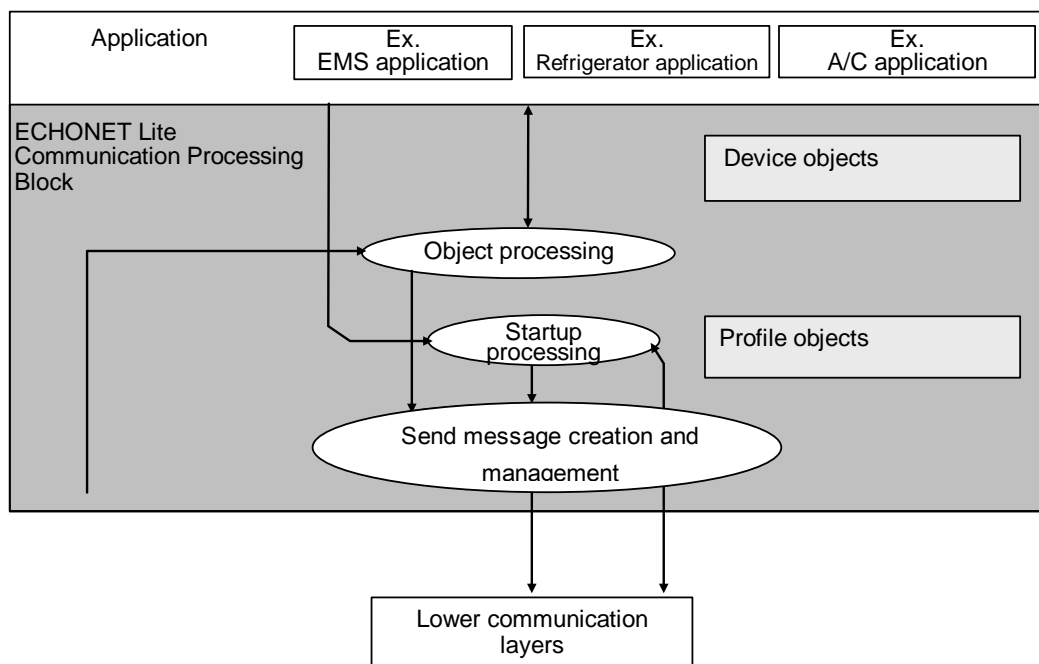 Application
Ex.
EMS application
Ex.
Refrigerator application
Ex.
A/C application
ECHONET Lite
Communication Processing
Block
Device objects
Object processing
Startup
processing
Profile objects
Send message creation and
management
Lower communication
layers